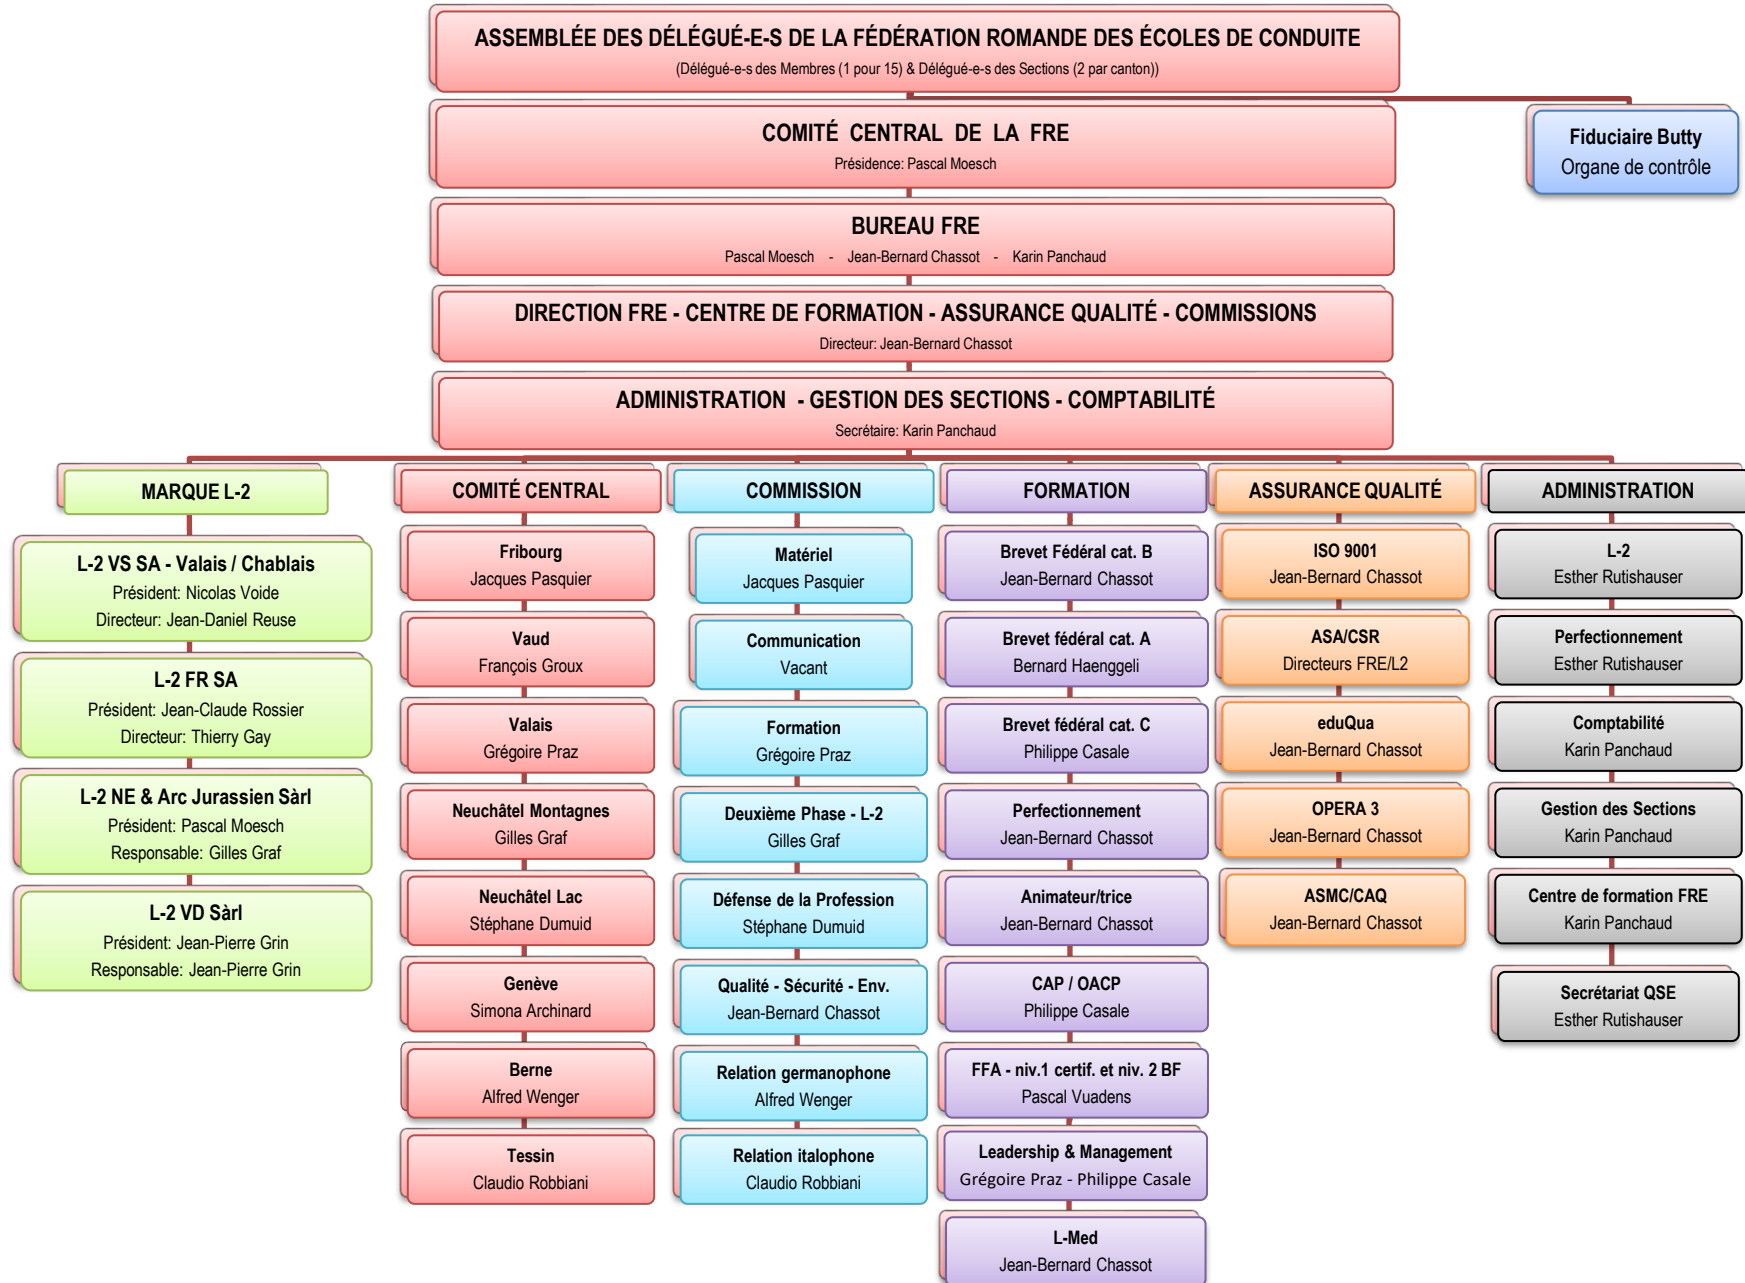 ASSEMBLÉE DES DÉLÉGUÉ-E-S DE LA FÉDÉRATION ROMANDE DES ÉCOLES DE CONDUITE
(Délégué-e-s des Membres (1 pour 15) & Délégué-e-s des Sections (2 par canton))
COMITÉ CENTRAL DE LA FRE
Présidence: Pascal Moesch
Fiduciaire Butty
Organe de contrôle
BUREAU FRE
Pascal Moesch - Jean-Bernard Chassot - Karin Panchaud
DIRECTION FRE - CENTRE DE FORMATION - ASSURANCE QUALITÉ - COMMISSIONS
Directeur: Jean-Bernard Chassot
ADMINISTRATION - GESTION DES SECTIONS - COMPTABILITÉ
Secrétaire: Karin Panchaud
MARQUE L-2
L-2 VS SA - Valais / Chablais
Président: Nicolas Voide
Directeur: Jean-Daniel Reuse
L-2 FR SA
Président: Jean-Claude Rossier
Directeur: Thierry Gay
L-2 NE & Arc Jurassien Sàrl
Président: Pascal Moesch
Responsable: Gilles Graf
L-2 VD Sàrl
Président: Jean-Pierre Grin
Responsable: Jean-Pierre Grin
COMITÉ CENTRAL
Fribourg
Jacques Pasquier
Vaud
François Groux
Valais
Grégoire Praz
Neuchâtel Montagnes
Gilles Graf
Neuchâtel Lac
Stéphane Dumuid
Genève
Simona Archinard
Berne
Alfred Wenger
Tessin
Claudio Robbiani
COMMISSION
Matériel
Jacques Pasquier
Communication
Vacant
Formation
Grégoire Praz
Deuxième Phase - L-2
Gilles Graf
Défense de la Profession
Stéphane Dumuid
Qualité - Sécurité - Env.
Jean-Bernard Chassot
Relation germanophone
Alfred Wenger
Relation italophone
Claudio Robbiani
FORMATION
Brevet Fédéral cat. B
Jean-Bernard Chassot
Brevet fédéral cat. A
Bernard Haenggeli
Brevet fédéral cat. C
Philippe Casale
Perfectionnement
Jean-Bernard Chassot
Animateur/trice
Jean-Bernard Chassot
CAP / OACP
Philippe Casale
FFA - niv.1 certif. et niv. 2 BF
Pascal Vuadens
Leadership & Management
Grégoire Praz - Philippe Casale
L-Med
Jean-Bernard Chassot
ASSURANCE QUALITÉ
ISO 9001
Jean-Bernard Chassot
ASA/CSR
Directeurs FRE/L2
eduQua
Jean-Bernard Chassot
OPERA 3
Jean-Bernard Chassot
ASMC/CAQ
Jean-Bernard Chassot
ADMINISTRATION
L-2
Esther Rutishauser
Perfectionnement
Esther Rutishauser
Comptabilité
Karin Panchaud
Gestion des Sections
Karin Panchaud
Centre de formation FRE
Karin Panchaud
Secrétariat QSE
Esther Rutishauser